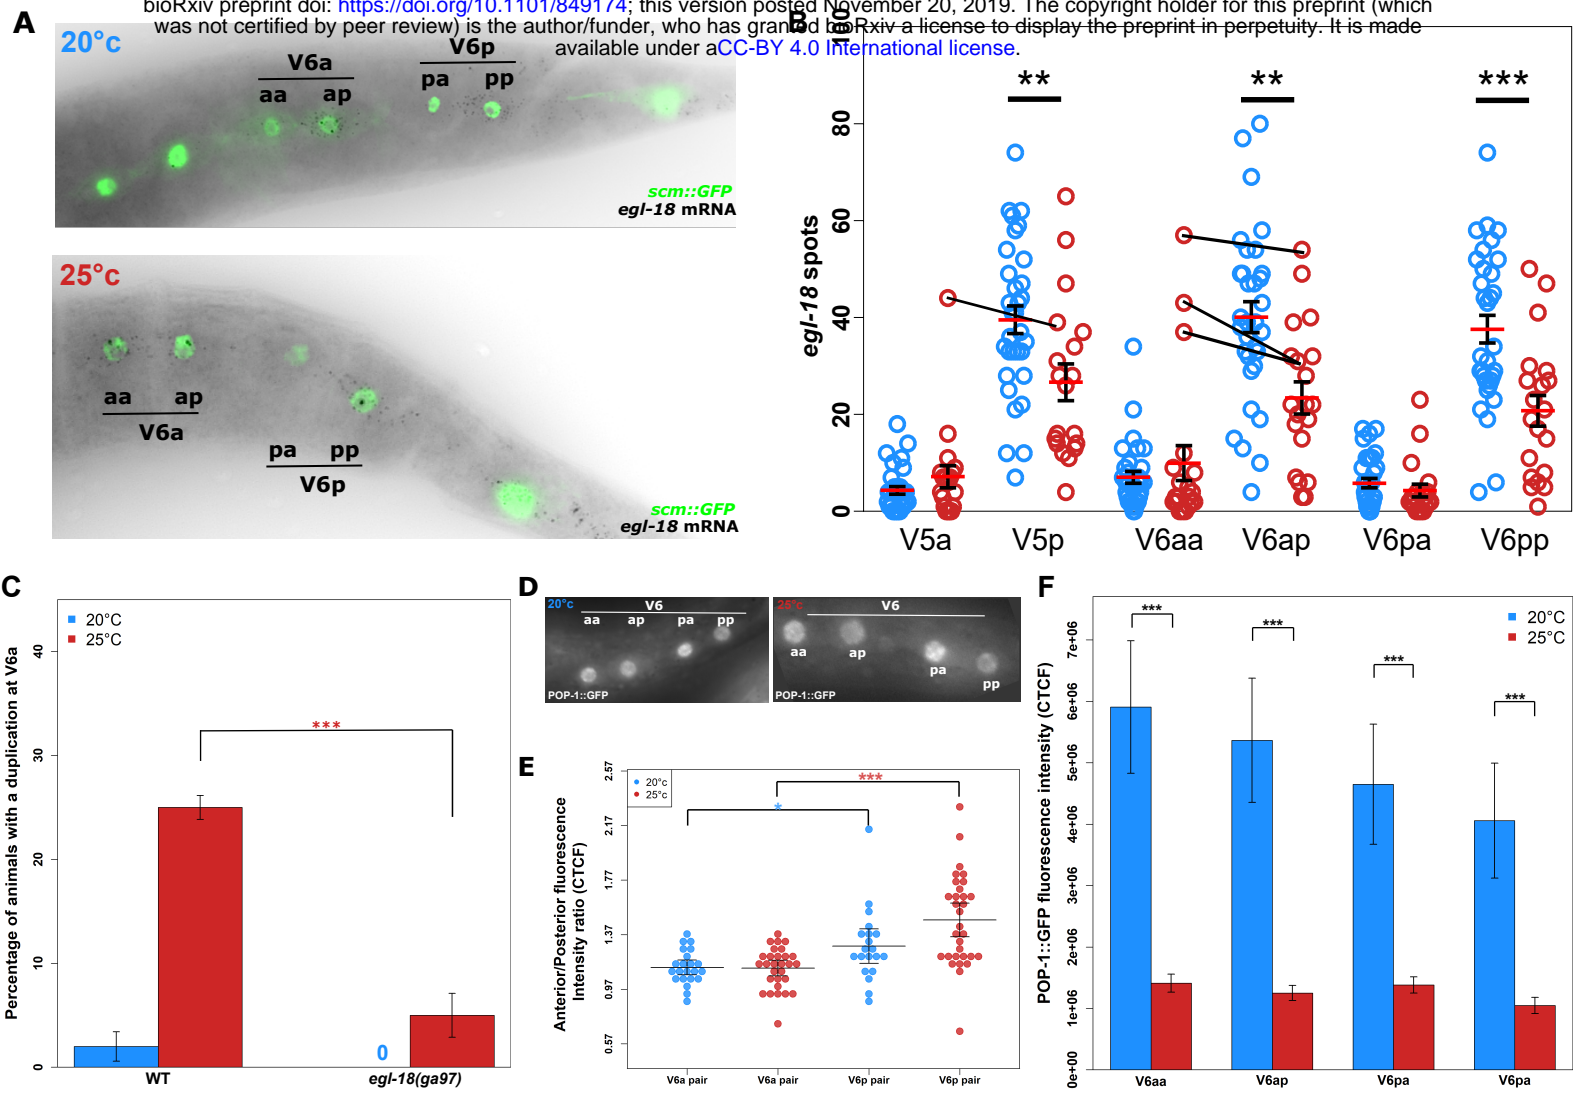 bioRxiv preprint doi: https://doi.org/10.1101/849174; this version posted November 20, 2019. The copyright holder for this preprint (which
was not certified by peer review) is the author/funder, who has granted bioRxiv a license to display the preprint in perpetuity. It is made
available under aCC-BY 4.0 International license.
A
20°c
V6a
V6p
aa
ap
pa
pp
scm::GFP
egl-18 mRNA
25°c
aa
ap
V6a
pa
pp
V6p
scm::GFP
egl-18 mRNA
B
egl-18 spots
100
80
60
40
20
0
**
**
***
V5a
V5p
V6aa
V6ap
V6pa
V6pp
C
Percentage of animals with a duplication at V6a
20°C
25°C
40
30
20
10
0
***
0
WT
egl-18(ga97)
D
20°c
V6
aa
ap
pa
pp
POP-1::GFP
25°c
V6
aa
ap
pa
pp
POP-1::GFP
E
Anterior/Posterior fluorescence
Intensity ratio (CTCF)
20°c
25°c
2.57
2.17
1.77
1.37
0.97
0.57
*
***
V6a pair
V6a pair
V6p pair
V6p pair
F
POP-1::GFP fluorescence intensity (CTCF)
20°C
25°C
7e+06
6e+06
5e+06
4e+06
3e+06
2e+06
1e+06
0e+00
***
***
***
***
V6aa
V6ap
V6pa
V6pa